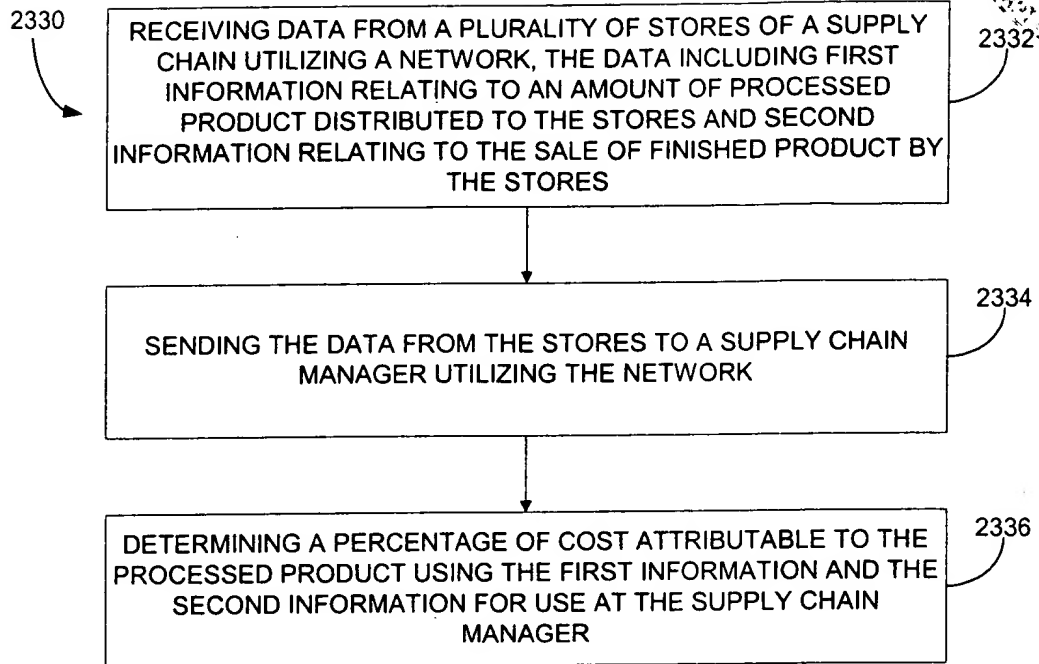 2330
RECEIVING DATA FROM A PLURALITY OF STORES OF A SUPPLY
CHAIN UTILIZING A NETWORK, THE DATA INCLUDING FIRST
INFORMATION RELATING TO AN AMOUNT OF PROCESSED
PRODUCT DISTRIBUTED TO THE STORES AND SECOND
INFORMATION RELATING TO THE SALE OF FINISHED PRODUCT BY
THE STORES
2332
SENDING THE DATA FROM THE STORES TO A SUPPLY CHAIN
MANAGER UTILIZING THE NETWORK
2334
DETERMINING A PERCENTAGE OF COST ATTRIBUTABLE TO THE
PROCESSED PRODUCT USING THE FIRST INFORMATION AND THE
SECOND INFORMATION FOR USE AT THE SUPPLY CHAIN
MANAGER
2336